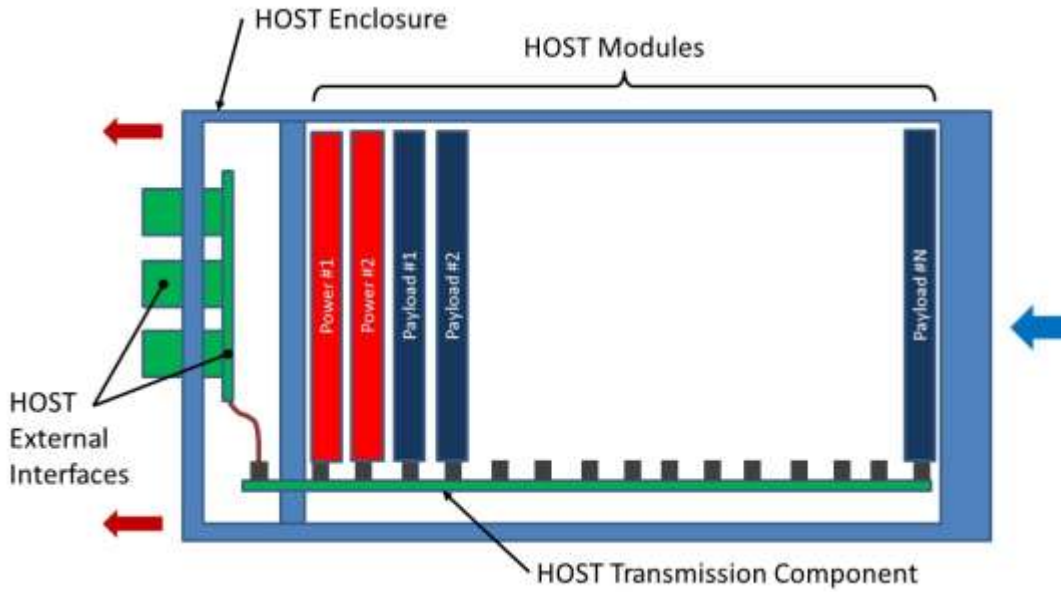 HOST Enclosure
HOST Modules
Power #1
Power #2
Payload #1
Payload #2
Payload #N
HOST
External
Interfaces
HOST Transmission Component